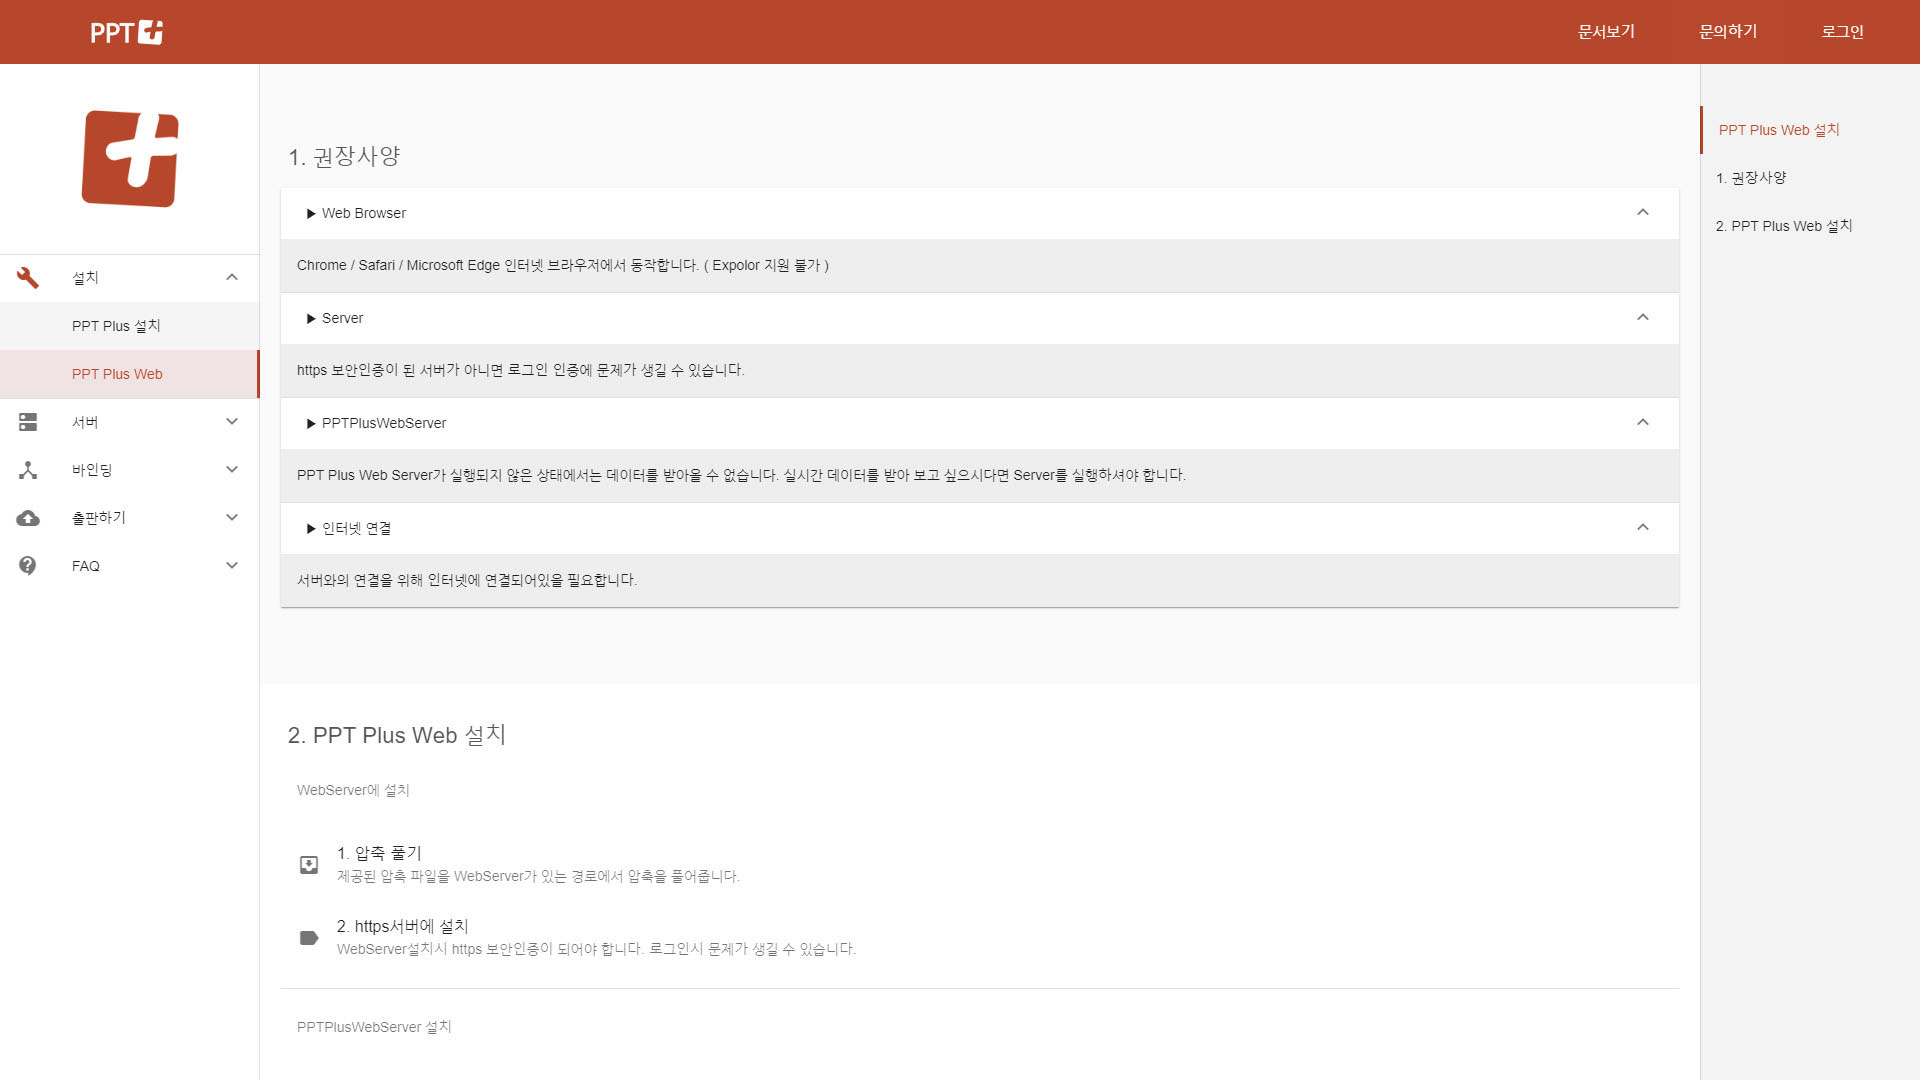 PPT
문서보기
문의하기
로그인
설치
PPT Plus 설치
PPT Plus Web
서버
바인딩
출판하기
FAQ
1. 권장사양
▶ Web Browser
Chrome / Safari / Microsoft Edge 인터넷 브라우저에서 동작합니다. ( Expolor 지원 불가 )
▶ Server
https 보안인증이 된 서버가 아니면 로그인 인증에 문제가 생길 수 있습니다.
▶ PPTPlusWebServer
PPT Plus Web Server가 실행되지 않은 상태에서는 데이터를 받아올 수 없습니다. 실시간 데이터를 받아 보고 싶으시다면 Server를 실행하셔야 합니다.
▶ 인터넷 연결
서버와의 연결을 위해 인터넷에 연결되어있을 필요합니다.
2. PPT Plus Web 설치
WebServer에 설치
1. 압축 풀기
제공된 압축 파일을 WebServer가 있는 경로에서 압축을 풀어줍니다.
2. https서버에 설치
WebServer설치시 https 보안인증이 되어야 합니다. 로그인시 문제가 생길 수 있습니다.
PPTPlusWebServer 설치
PPT Plus Web 설치
1. 권장사양
2. PPT Plus Web 설치